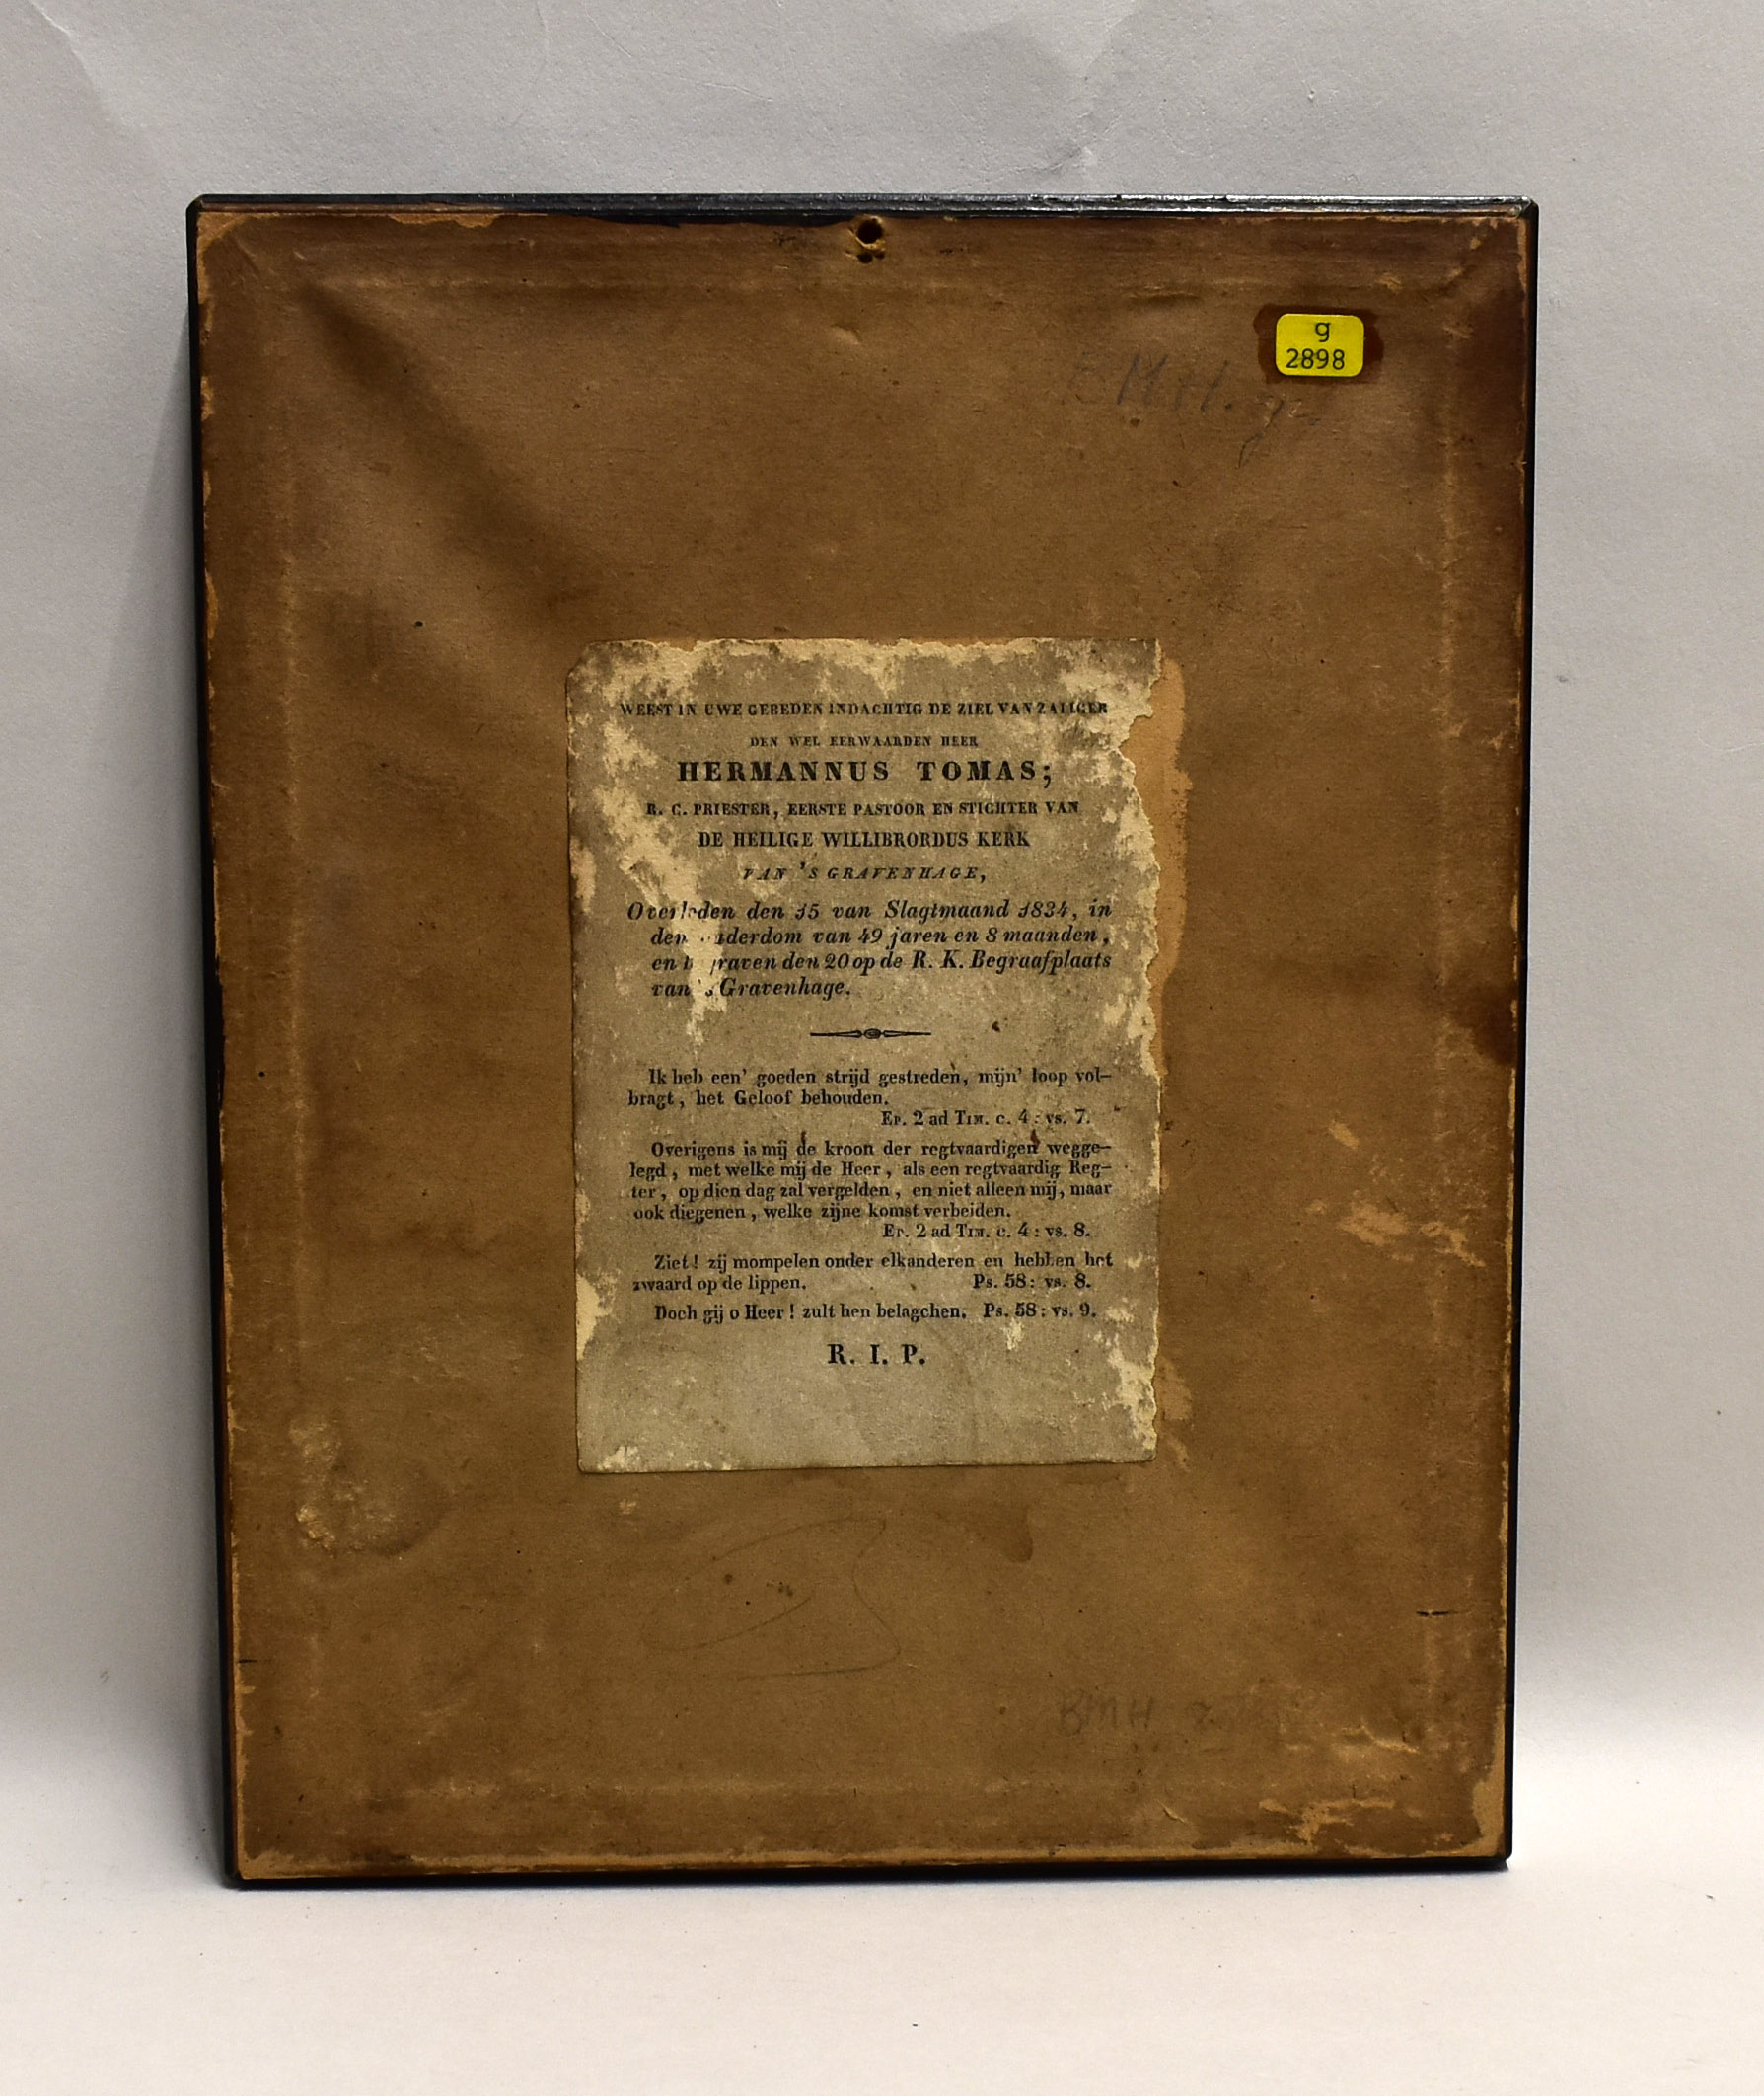 g
2898
WEEST IN UWE GEBEDEN INDACHTIG DE ZIEL VAN ZALIGER
DEN WEL EERWAARDEN HEER
HERMANNUS TOMAS;
R. C. PRIESTER, EERSTE PASTOOR EN STICHTER VAN
DE HEILIGE WILLIBRORDUS KERK
VAN 'S GRAVENHAGE,
Overleden den 15 van Slagtmaand 1834, in
den van 49 jaren en 8 maanden,
en den 20 op de R. K. Begraafplaats
van 's Gravenhage.
Ik heb een' goeden strijd gestreden, mijn' loop vol-
bragt, het Geloof behouden.
Ep. 2 ad Tim. c. 4 : vs. 7.
Overigens is mij de kroon der regtvaardigen wegge-
legd, met welke mij de Heer, als een regtvaardig Reg-
ter, op dien dag zal vergelden, en niet alleen mij, maar
ook diegenen, welke zijne komst verbeiden.
Ep. 2 ad Tim. c. 4 : vs. 8.
Ziet! zij mompelen onder elkanderen en hebben het
zwaard op de lippen. Ps. 58 : vs. 8.
Doch gij o Heer! zult hen belagchen. Ps. 58 : vs. 9.
R. I. P.
BMH